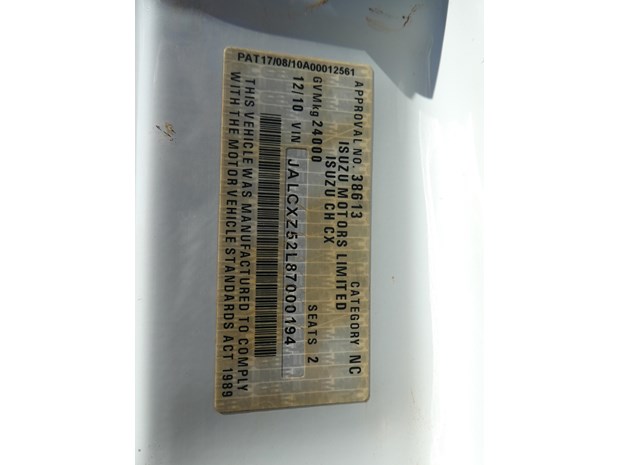 PAT17/08/10A00012561
APPROVAL NO. 38613 CATEGORY NC
ISUZU MOTORS LIMITED
ISUZU CH CX
GVMkg 24000 SEATS 2
12/10 VIN JALCXZ52L87000194
THIS VEHICLE WAS MANUFACTURED TO COMPLY
WITH THE MOTOR VEHICLE STANDARDS ACT 1989